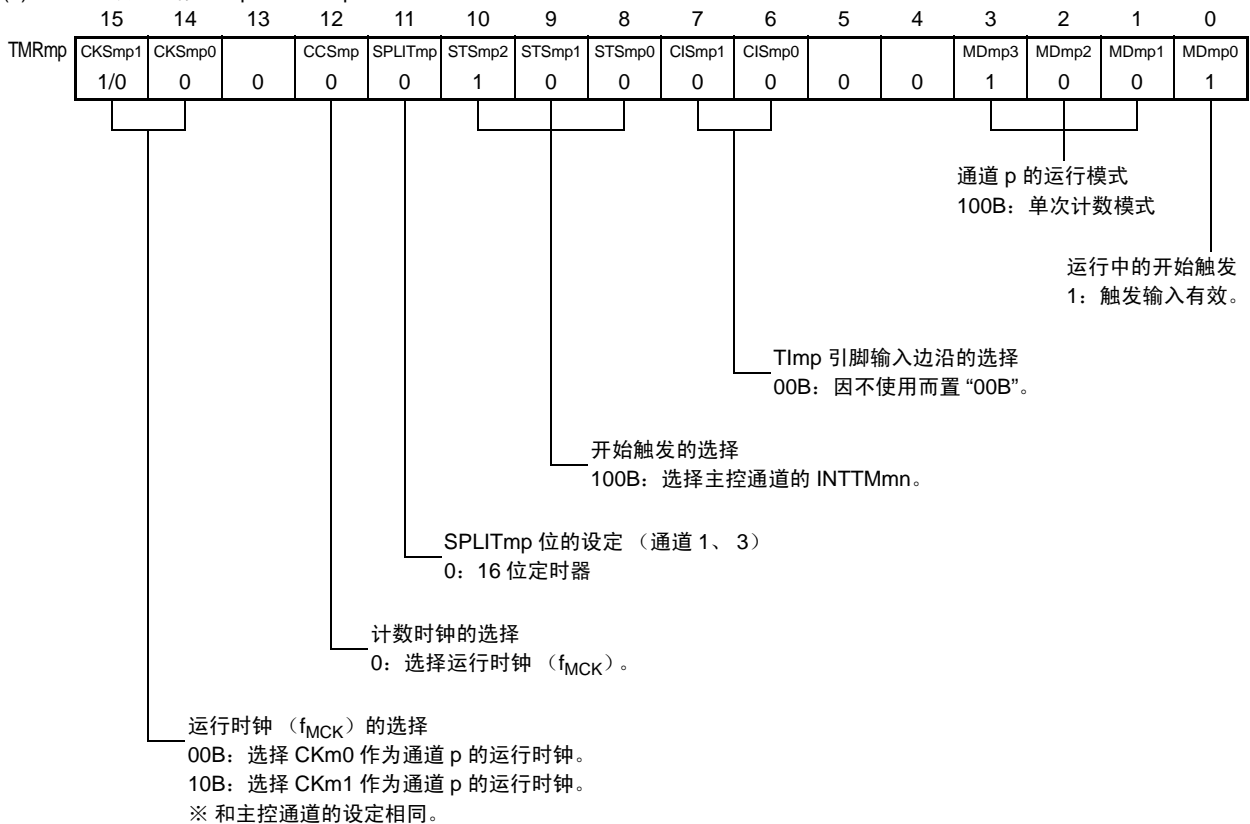 15 14 13 12 11 10 9 8 7 6 5 4 3 2 1 0
TMRmp CKSmp1 CKSmp0 CCSmp SPLITmp STSmp2 STSmp1 STSmp0 CISmp1 CISmp0 MDmp3 MDmp2 MDmp1 MDmp0
1/0 0 0 0 0 1 0 0 0 0 0 0 1 0 0 1
通道 p 的运行模式
100B：单次计数模式
运行中的开始触发
1：触发输入有效。
TImp 引脚输入边沿的选择
00B：因不使用而置 “00B”。
开始触发的选择
100B：选择主控通道的 INTTMmn。
SPLITmp 位的设定 （通道 1、 3）
0：16 位定时器
计数时钟的选择
0：选择运行时钟 （fMCK）。
运行时钟 （fMCK）的选择
00B：选择 CKm0 作为通道 p 的运行时钟。
10B：选择 CKm1 作为通道 p 的运行时钟。
※ 和主控通道的设定相同。